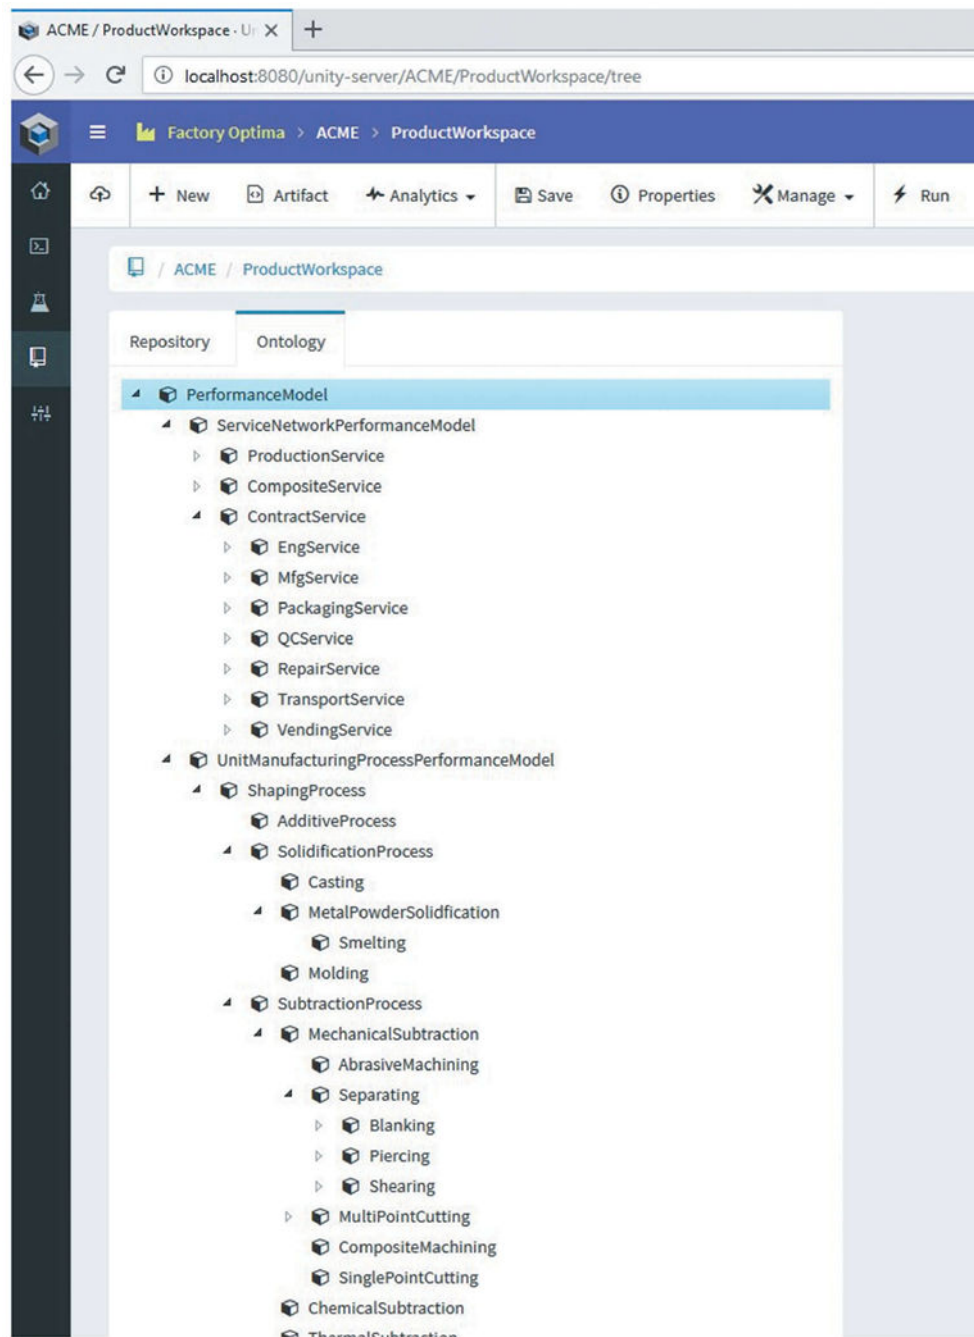 ACME / ProductWorkspace - Un
localhost:8080/unity-server/ACME/ProductWorkspace/tree
Factory Optima > ACME > ProductWorkspace
New Artifact Analytics Save Properties Manage Run
/ ACME / ProductWorkspace
Repository Ontology
PerformanceModel
ServiceNetworkPerformanceModel
ProductionService
CompositeService
ContractService
EngService
MfgService
PackagingService
QCService
RepairService
TransportService
VendingService
UnitManufacturingProcessPerformanceModel
ShapingProcess
AdditiveProcess
SolidificationProcess
Casting
MetalPowderSolidfication
Smelting
Molding
SubtractionProcess
MechanicalSubtraction
AbrasiveMachining
Separating
Blanking
Piercing
Shearing
MultiPointCutting
CompositeMachining
SinglePointCutting
ChemicalSubtraction
ThermalSubtraction